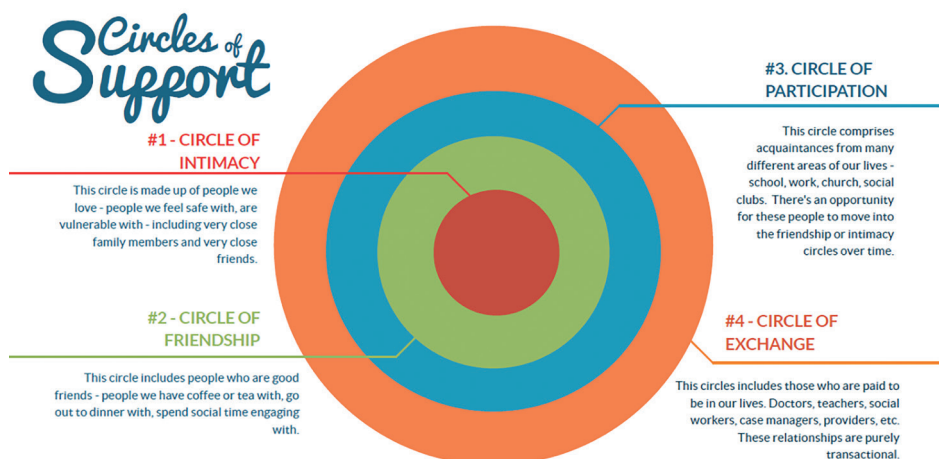 Circles of
Support
#1 - CIRCLE OF
INTIMACY
This circle is made up of people we
love - people we feel safe with, are
vulnerable with - including very close
family members and very close
friends.
#2 - CIRCLE OF
FRIENDSHIP
This circle includes people who are good
friends - people we have coffee or tea with, go
out to dinner with, spend social time engaging
with.
#3. CIRCLE OF
PARTICIPATION
This circle comprises
acquaintances from many
different areas of our lives -
school, work, church, social
clubs. There's an opportunity
for these people to move into
the friendship or intimacy
circles over time.
#4 - CIRCLE OF
EXCHANGE
This circles includes those who are paid to
be in our lives. Doctors, teachers, social
workers, case managers, providers, etc.
These relationships are purely
transactional.